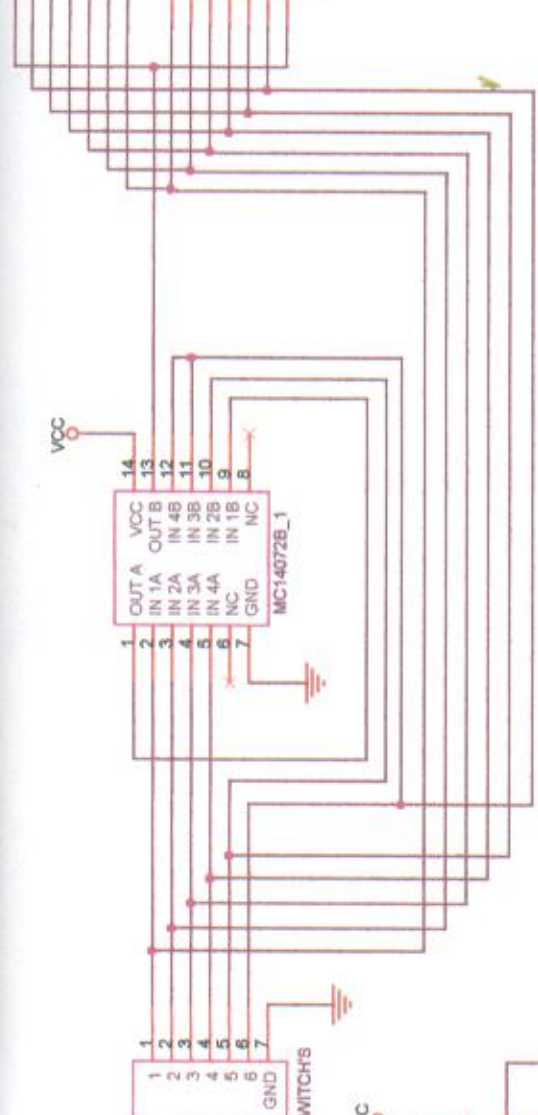 VCC
14
13
12
11
10
9
8
VCC
OUT B
IN 4B
IN 3B
IN 2B
IN 1B
NC
OUT A
IN 1A
IN 2A
IN 3A
IN 4A
NC
GND
MC14072B_1
1
2
3
4
5
6
7
1
2
3
4
5
6
7
1
2
3
4
5
6
GND
WITCH'S
C